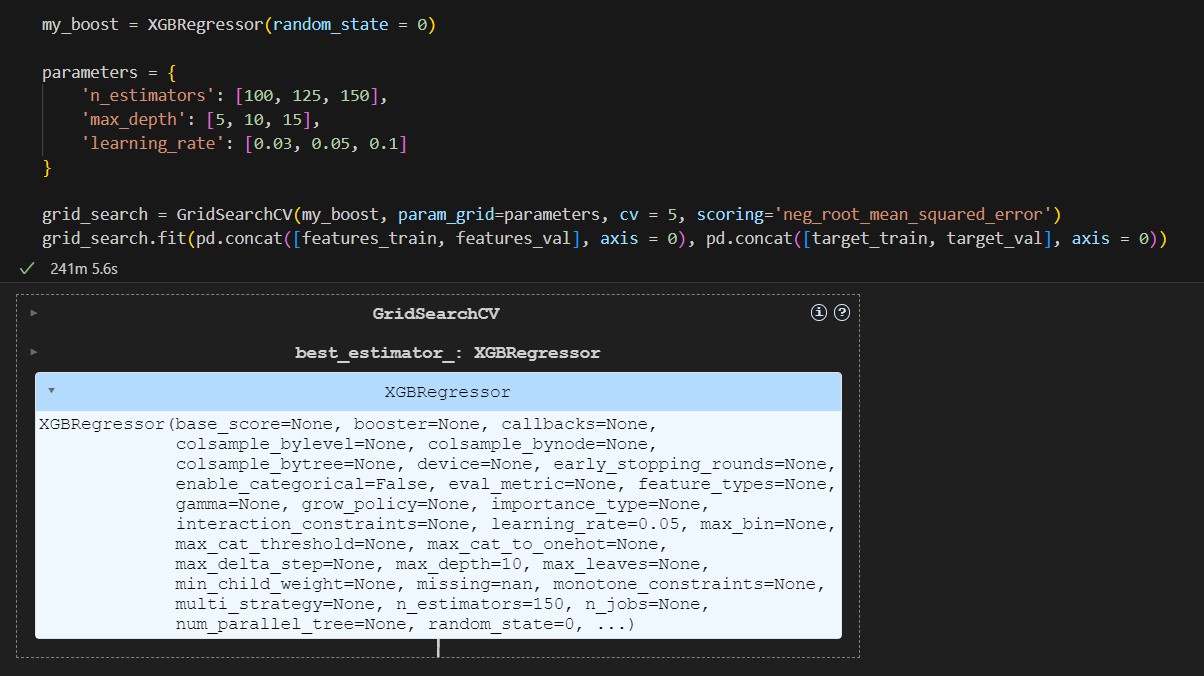 my_boost = XGBRegressor(random_state = 0)
parameters = {
'n_estimators': [100, 125, 150],
'max_depth': [5, 10, 15],
'learning_rate': [0.03, 0.05, 0.1]
}
grid_search = GridSearchCV(my_boost, param_grid=parameters, cv = 5, scoring='neg_root_mean_squared_error')
grid_search.fit(pd.concat([features_train, features_val], axis = 0), pd.concat([target_train, target_val], axis = 0))
241m 5.6s
GridSearchCV
best_estimator_: XGBRegressor
XGBRegressor
XGBRegressor(base_score=None, booster=None, callbacks=None,
colsample_bylevel=None, colsample_bynode=None,
colsample_bytree=None, device=None, early_stopping_rounds=None,
enable_categorical=False, eval_metric=None, feature_types=None,
gamma=None, grow_policy=None, importance_type=None,
interaction_constraints=None, learning_rate=0.05, max_bin=None,
max_cat_threshold=None, max_cat_to_onehot=None,
max_delta_step=None, max_depth=10, max_leaves=None,
min_child_weight=None, missing=nan, monotone_constraints=None,
multi_strategy=None, n_estimators=150, n_jobs=None,
num_parallel_tree=None, random_state=0, ...)